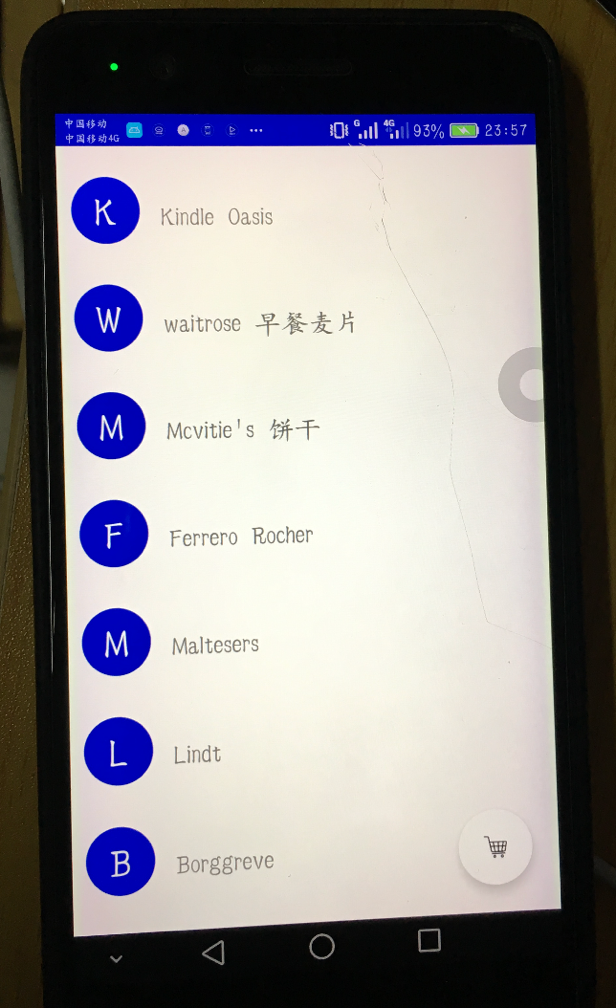 中国移动
中国移动4G
G 4G 93% 23:57
K Kindle Oasis
W waitrose 早餐麦片
M Mcvitie's 饼干
F Ferrero Rocher
M Maltesers
L Lindt
B Borggreve